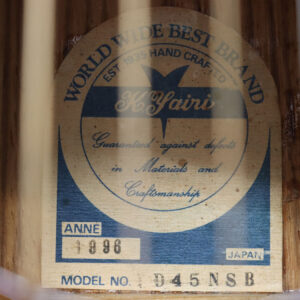 WORLD WIDE BEST BRAND
EST 1935 HAND CRAFTED
K.Yairi
Guaranteed against defects
in Materials and
Craftsmanship
ANNE
1996
JAPAN
MODEL NO. D45NSB